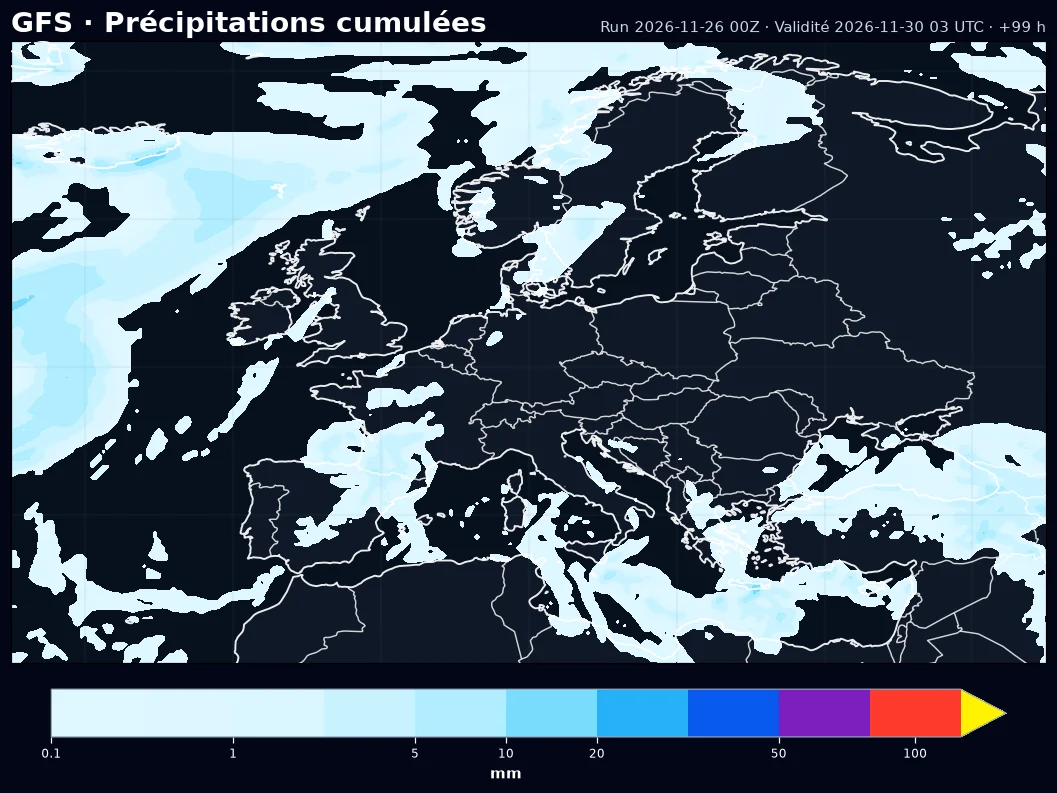 GFS · Précipitations cumulées
Run 2026-11-26 00Z · Validité 2026-11-30 03 UTC · +99 h
0.1 1 5 10 20 50 100
mm